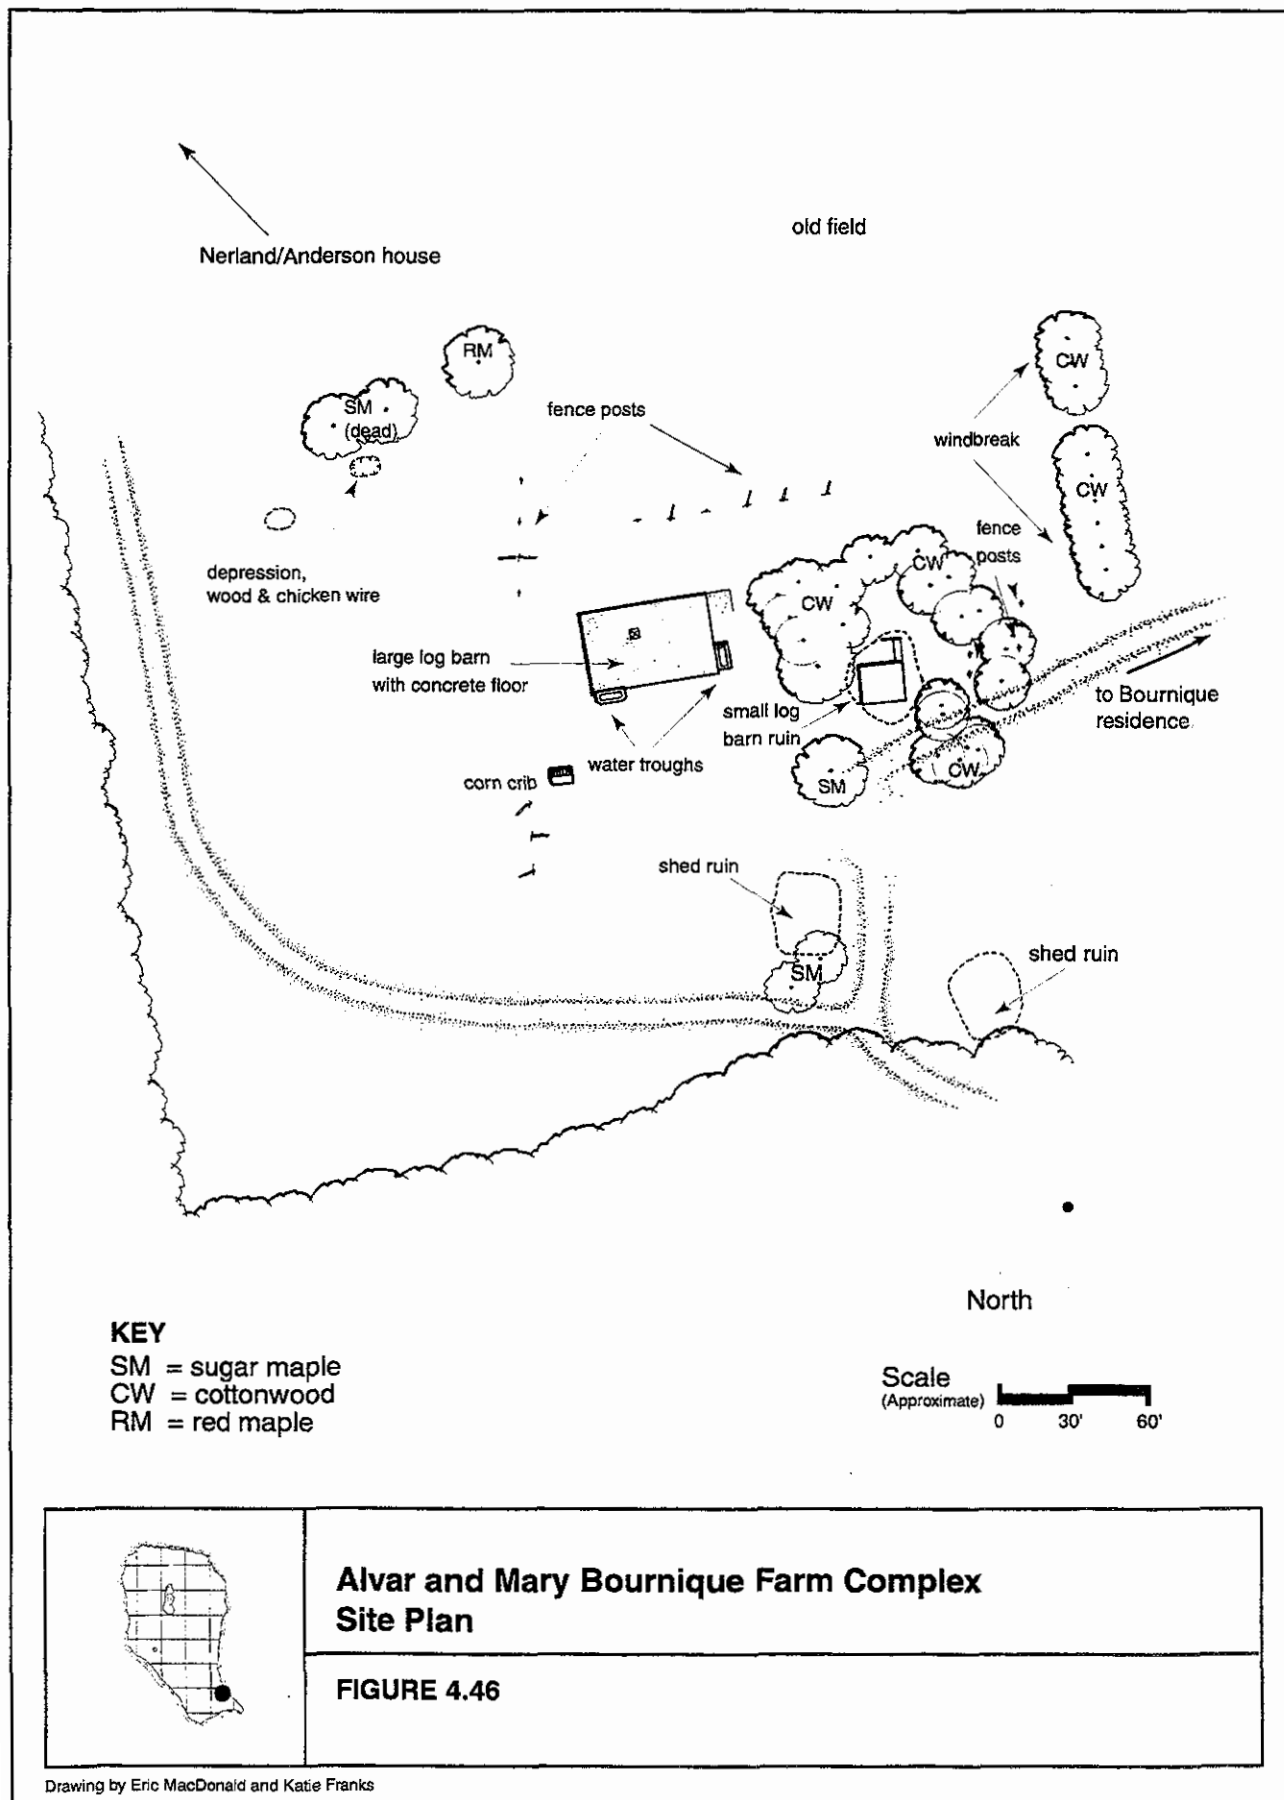 old field
Nerland/Anderson house
RM
CW
SM
(dead)
fence posts
windbreak
CW
fence
posts
CW
depression,
wood & chicken wire
CW
large log barn
with concrete floor
small log
barn ruin
to Bournique
residence
water troughs
corn crib
SM
CW
shed ruin
shed ruin
SM
North
KEY
SM = sugar maple
CW = cottonwood
RM = red maple
Scale
(Approximate)
0 30' 60'
Alvar and Mary Bournique Farm Complex
Site Plan
FIGURE 4.46
Drawing by Eric MacDonald and Katie Franks